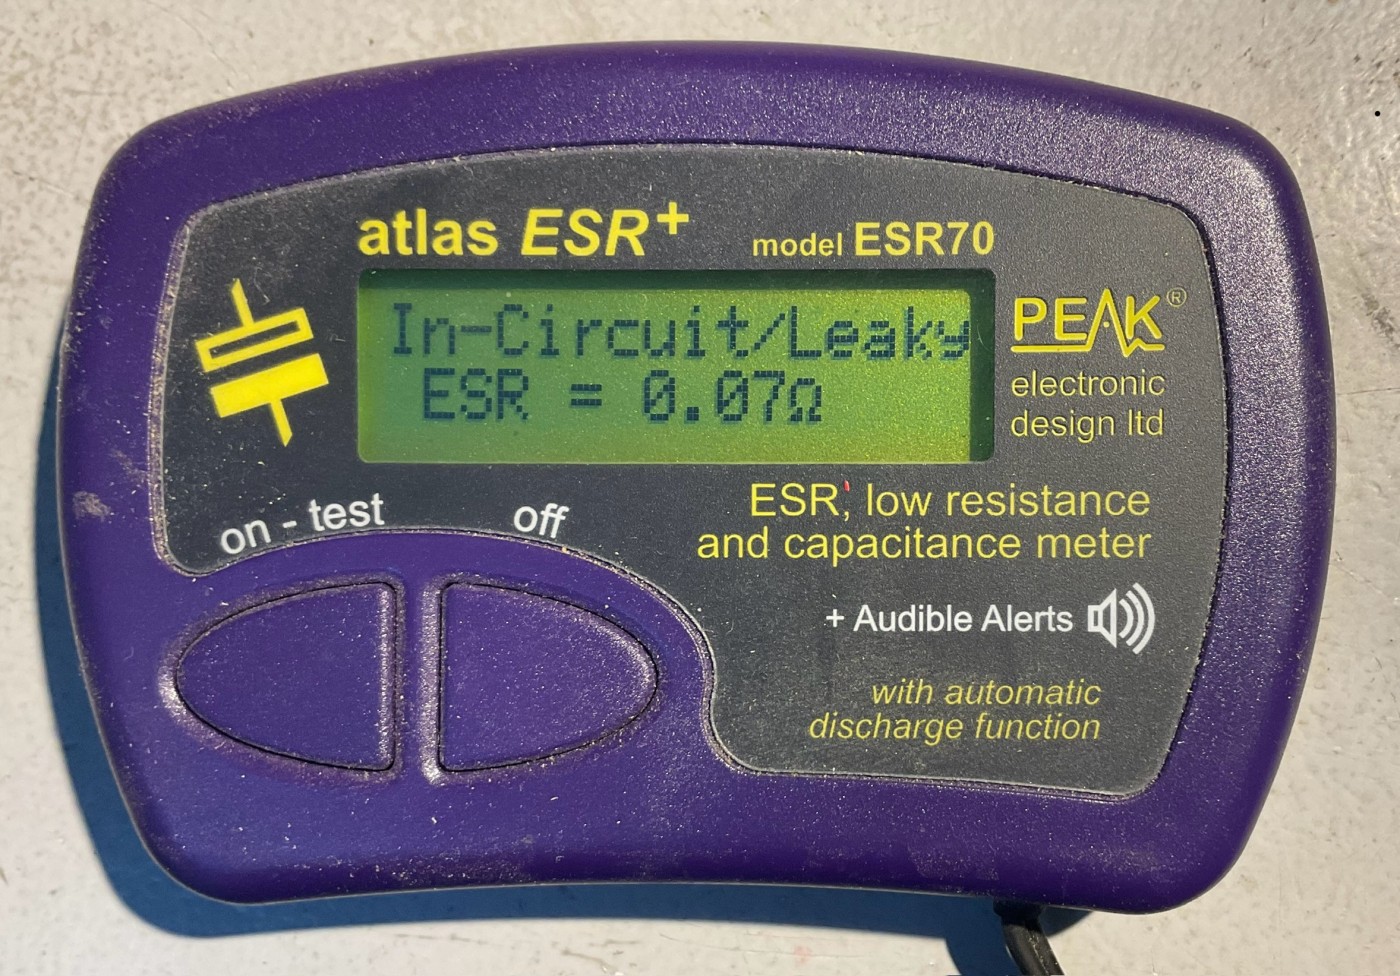 atlas ESR+ model ESR70
In-Circuit/Leaky
ESR = 0.07Ω
PEAK®
electronic
design ltd
on - test
off
ESR, low resistance
and capacitance meter
+ Audible Alerts
with automatic
discharge function